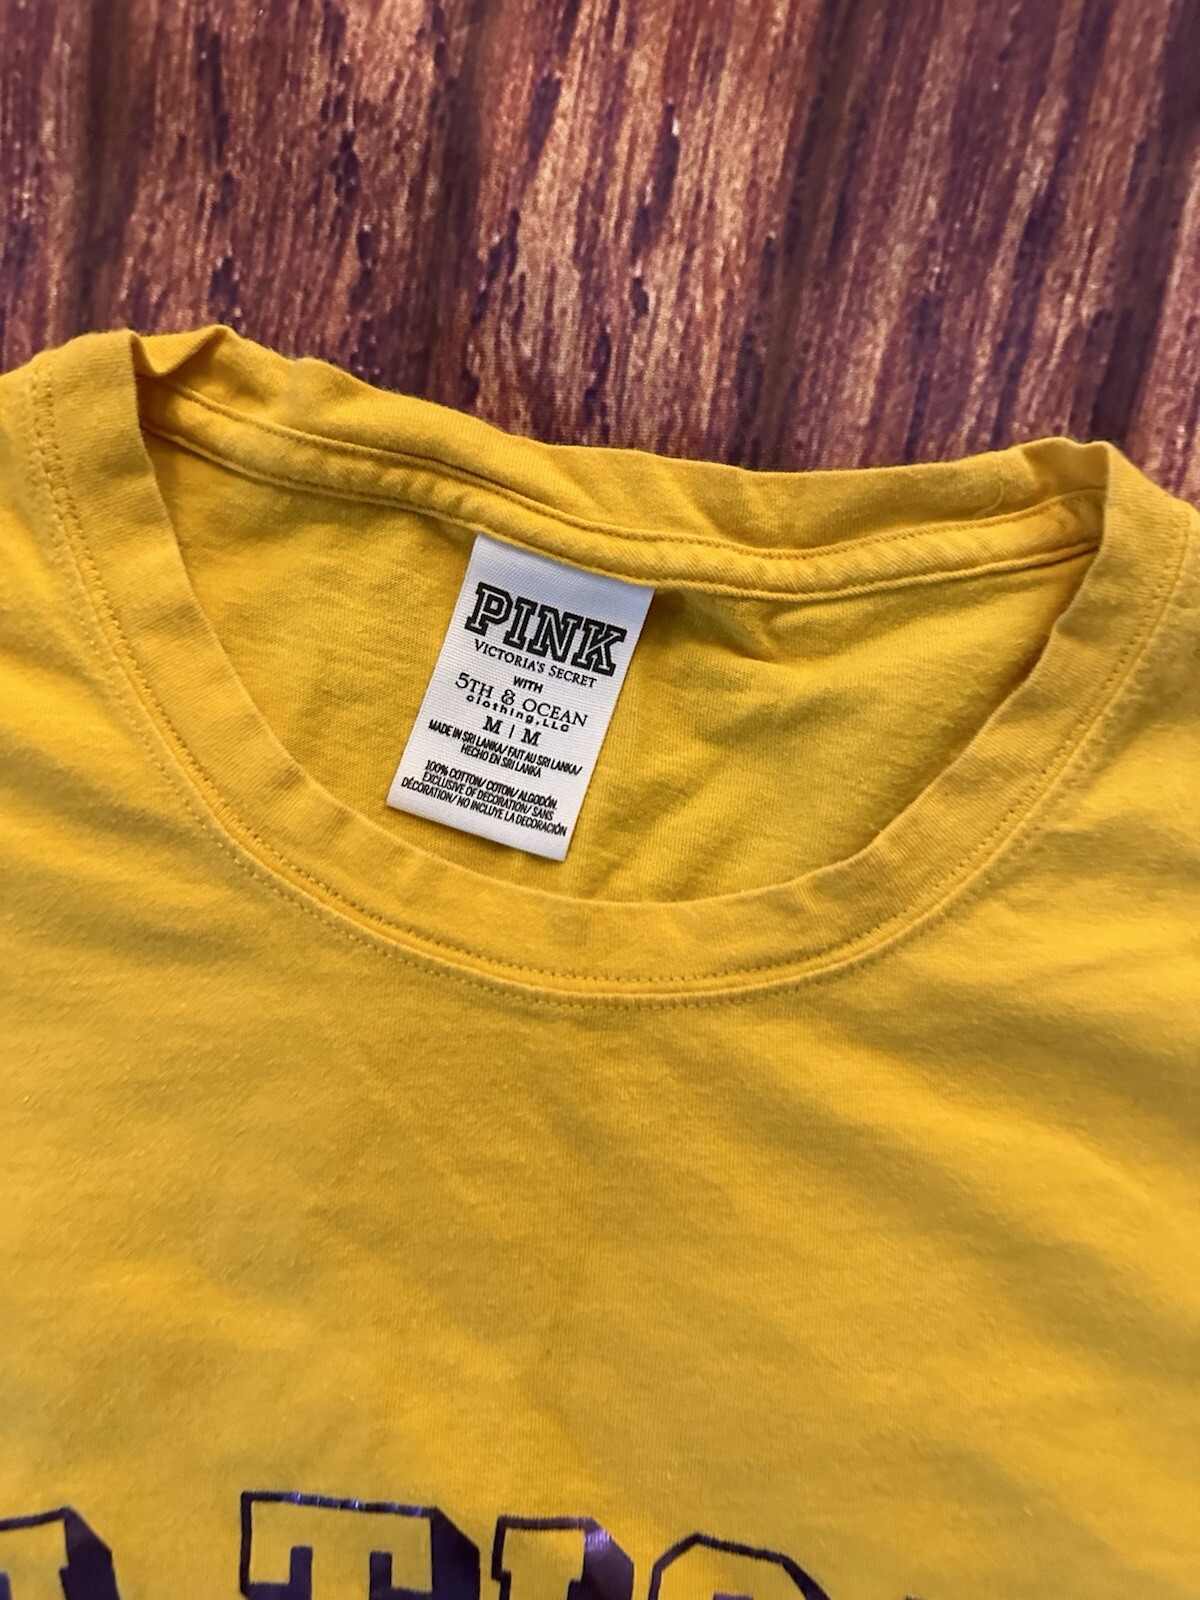 PINK
VICTORIA'S SECRET
WITH
5TH & OCEAN
clothing, LLC
M | M
MADE IN SRI LANKA/ FAIT AU SRI LANKA/
HECHO EN SRI LANKA
100% COTTON/ COTON/ ALGODÓN
EXCLUSIVE OF DECORATION/ SANS
DÉCORATION/ NO INCLUYE LA DECORACIÓN